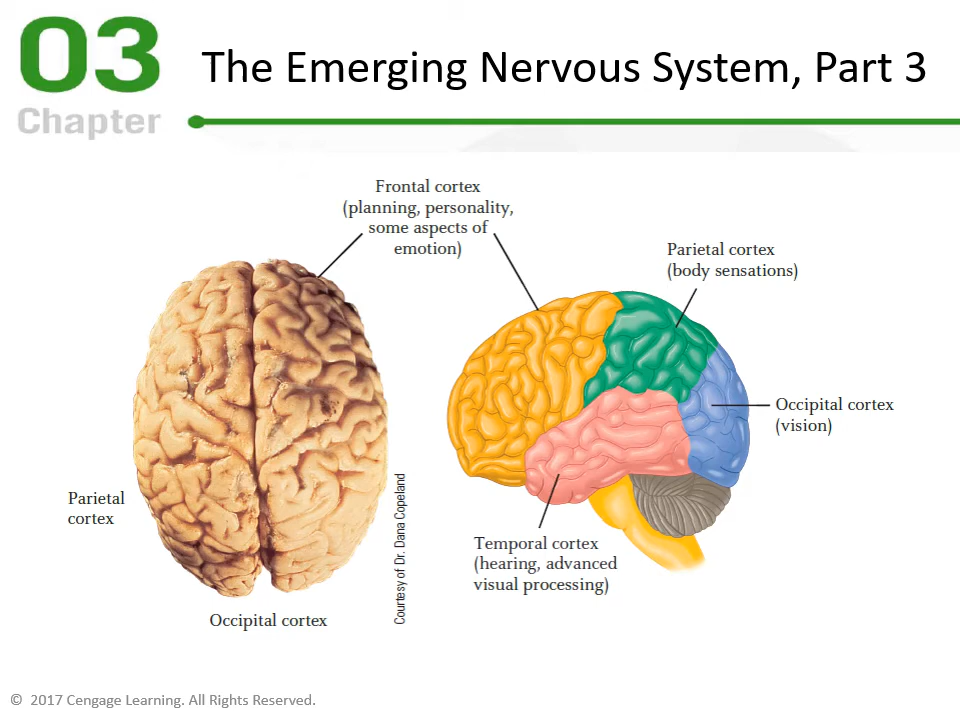 03
Chapter
The Emerging Nervous System, Part 3
Frontal cortex
(planning, personality,
some aspects of
emotion)
Parietal cortex
(body sensations)
Occipital cortex
(vision)
Parietal
cortex
Temporal cortex
(hearing, advanced
visual processing)
Occipital cortex
Courtesy of Dr. Dana Copeland
© 2017 Cengage Learning. All Rights Reserved.